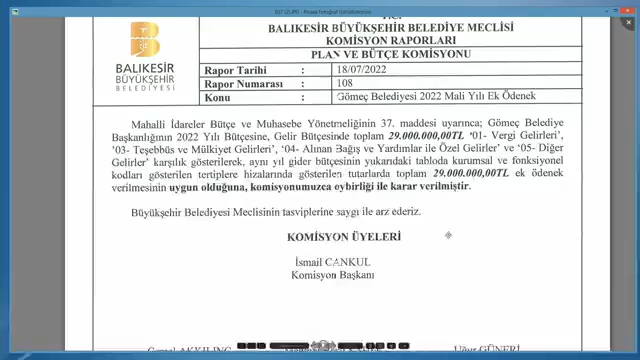 T.C.
BALIKESİR BÜYÜKŞEHİR BELEDİYE MECLİSİ
KOMİSYON RAPORLARI
PLAN VE BÜTÇE KOMİSYONU
BALIKESİR
BÜYÜKŞEHİR
BELEDİYESİ
Rapor Tarihi : 18/07/2022
Rapor Numarası : 108
Konu : Gömeç Belediyesi 2022 Mali Yılı Ek Ödenek
Mahalli İdareler Bütçe ve Muhasebe Yönetmeliğinin 37. maddesi uyarınca; Gömeç Belediye
Başkanlığının 2022 Yılı Bütçesine, Gelir Bütçesinde toplam 29.000.000,00TL ‘01- Vergi Gelirleri’,
’03- Teşebbüs ve Mülkiyet Gelirleri’, ‘04- Alınan Bağış ve Yardımlar ile Özel Gelirler’ ve ‘05- Diğer
Gelirler’ karşılık gösterilerek, aynı yıl gider bütçesinin yukarıdaki tabloda kurumsal ve fonksiyonel
kodları gösterilen tertiplere hizalarında gösterilen tutarlarda toplam 29.000.000,00TL ek ödenek
verilmesinin uygun olduğuna, komisyonumuzca oybirliği ile karar verilmiştir.
Büyükşehir Belediyesi Meclisinin tasviplerine saygı ile arz ederiz.
KOMİSYON ÜYELERİ
İsmail CANKUL
Komisyon Başkanı
Uğur GÜNERİ